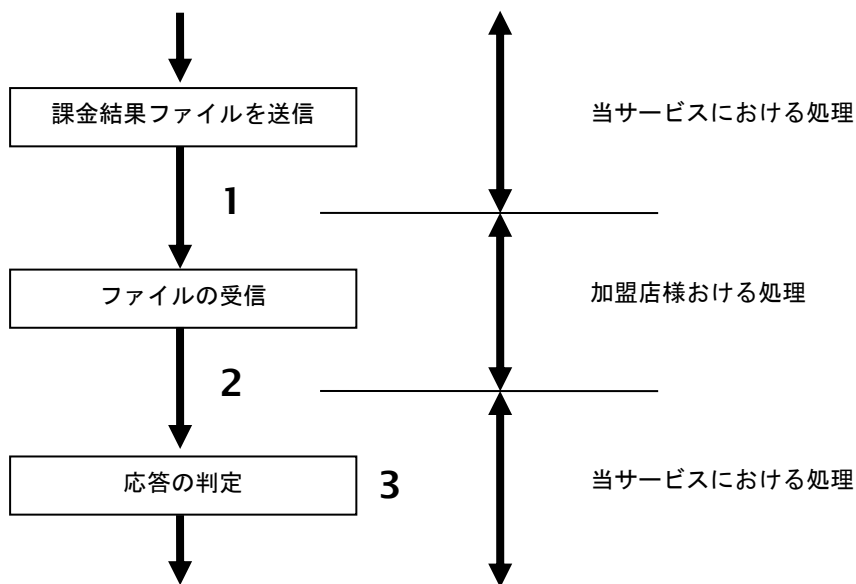 課金結果ファイルを送信
当サービスにおける処理
1
ファイルの受信
加盟店様おける処理
2
応答の判定
3
当サービスにおける処理